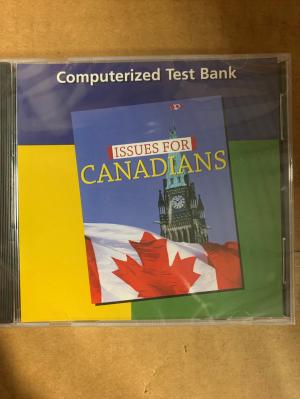 Computerized Test Bank
ISSUES FOR
CANADIANS